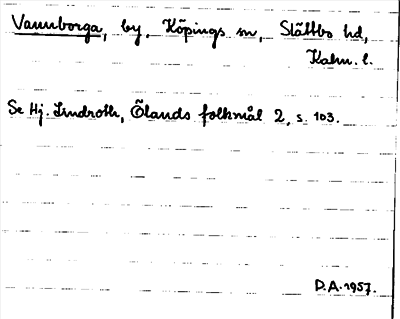 Vannborga, by, Köpings sn, Slättbo hd,
Kalm. l.
Se Hj. Lindroth, Ölands folkmål 2, s. 103.
D.A. 1957.